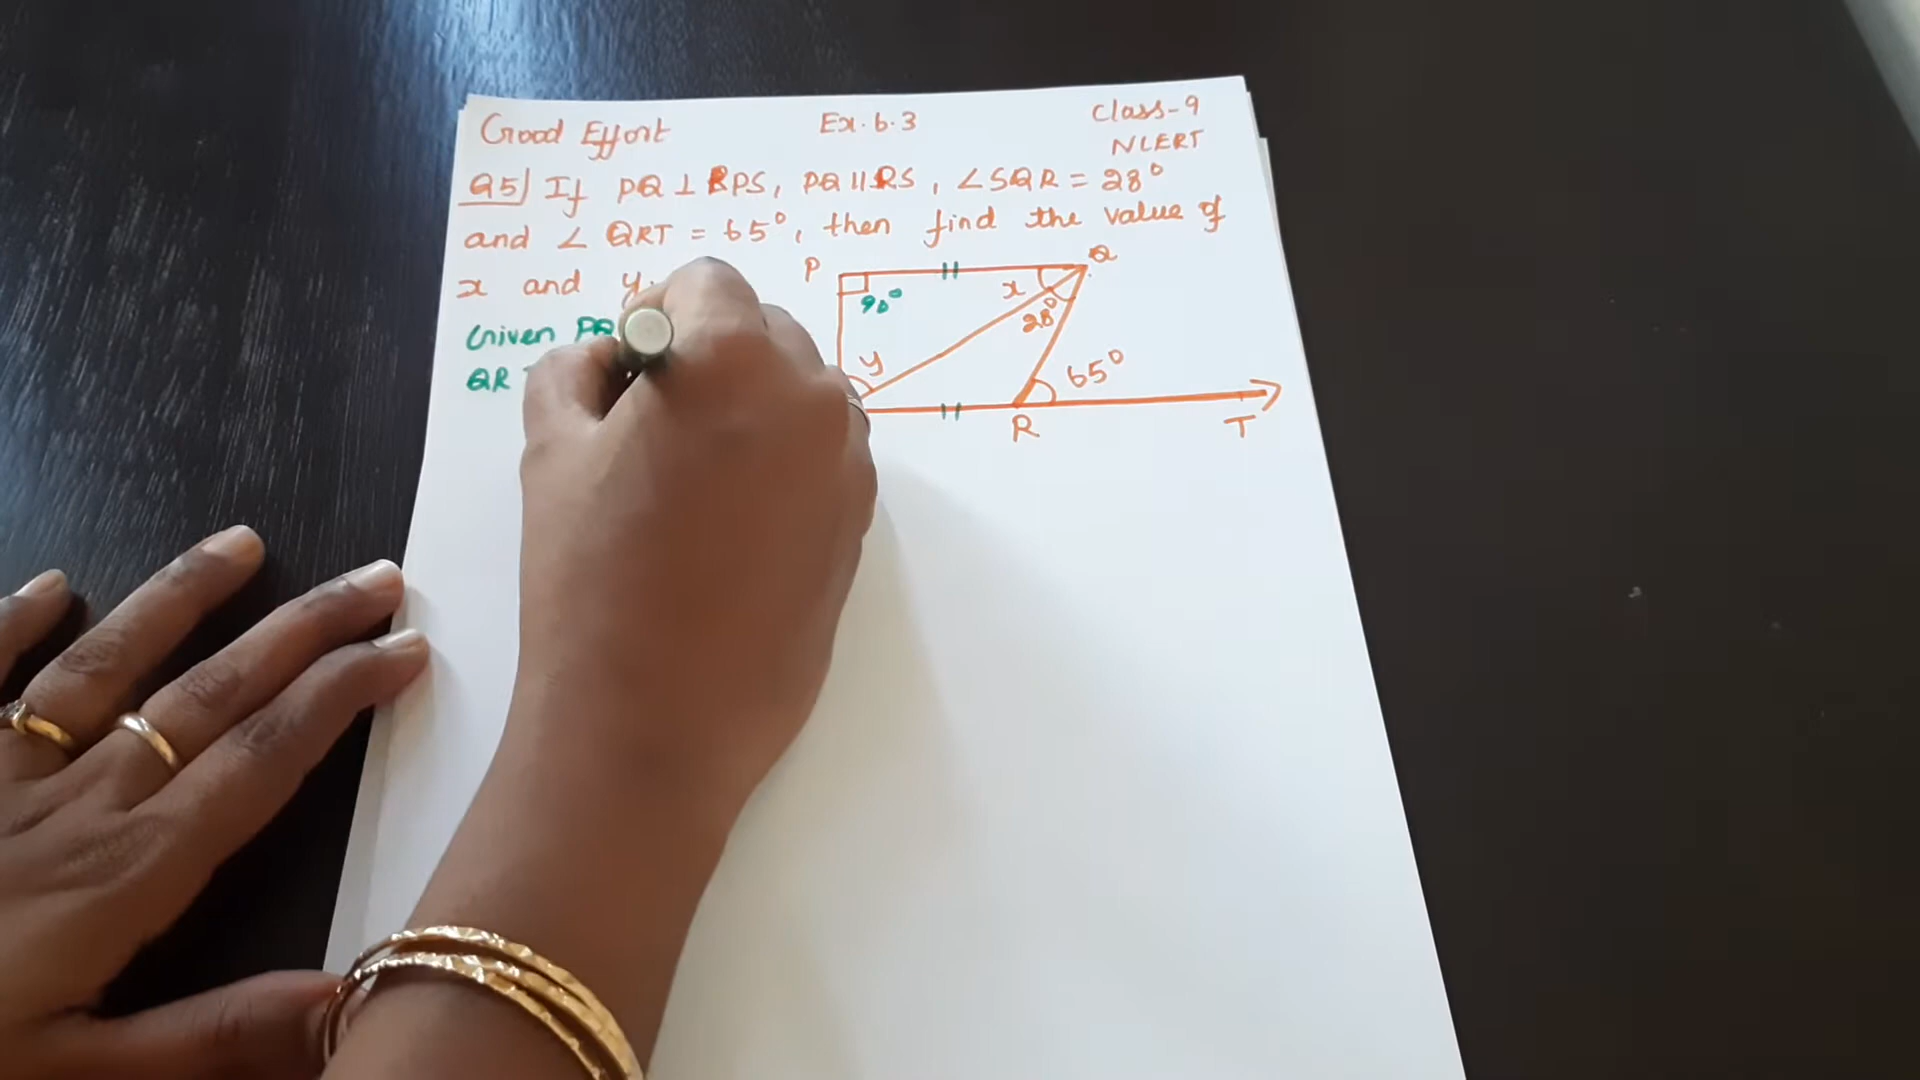 Good Effort
Ex. 6.3
Class-9
NCERT
Q5) If PQ ⊥ PS, PQ || RS, ∠SQR = 28°
and ∠ QRT = 65°, then find the value of
x and y.
Given PQ
QR
P
Q
90°
x
28°
y
65°
R
T